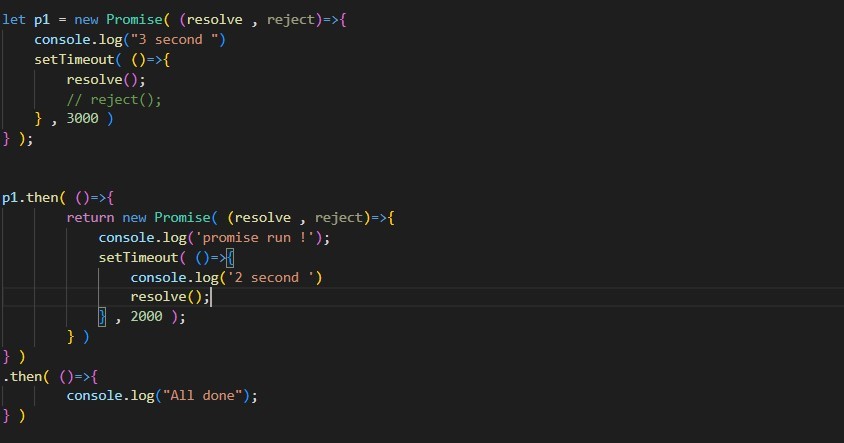 let p1 = new Promise( (resolve , reject)=>{
    console.log("3 second ")
    setTimeout( ()=>{
        resolve();
        // reject();
    } , 3000 )
} );
p1.then( ()=>{
        return new Promise( (resolve , reject)=>{
            console.log('promise run !');
            setTimeout( ()=>{
                console.log('2 second ')
                resolve();
            } , 2000 );
        } )
} )
.then( ()=>{
        console.log("All done");
} )